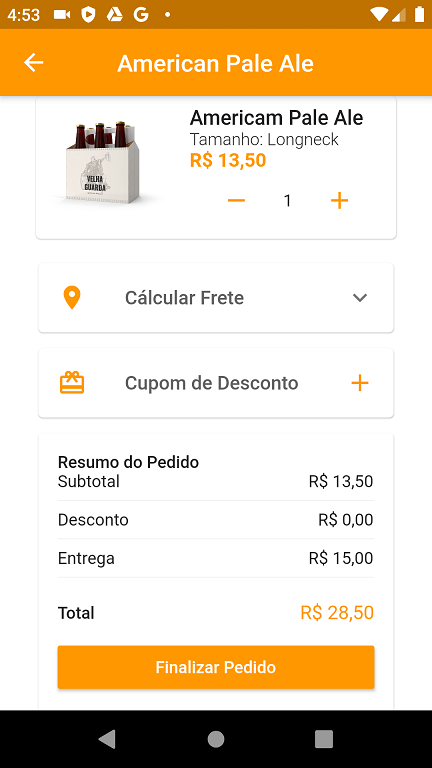 4:53
American Pale Ale
VELHA
GUARDA
Americam Pale Ale
Tamanho: Longneck
R$ 13,50
1
Cálcular Frete
Cupom de Desconto
Resumo do Pedido
Subtotal R$ 13,50
Desconto R$ 0,00
Entrega R$ 15,00
Total R$ 28,50
Finalizar Pedido